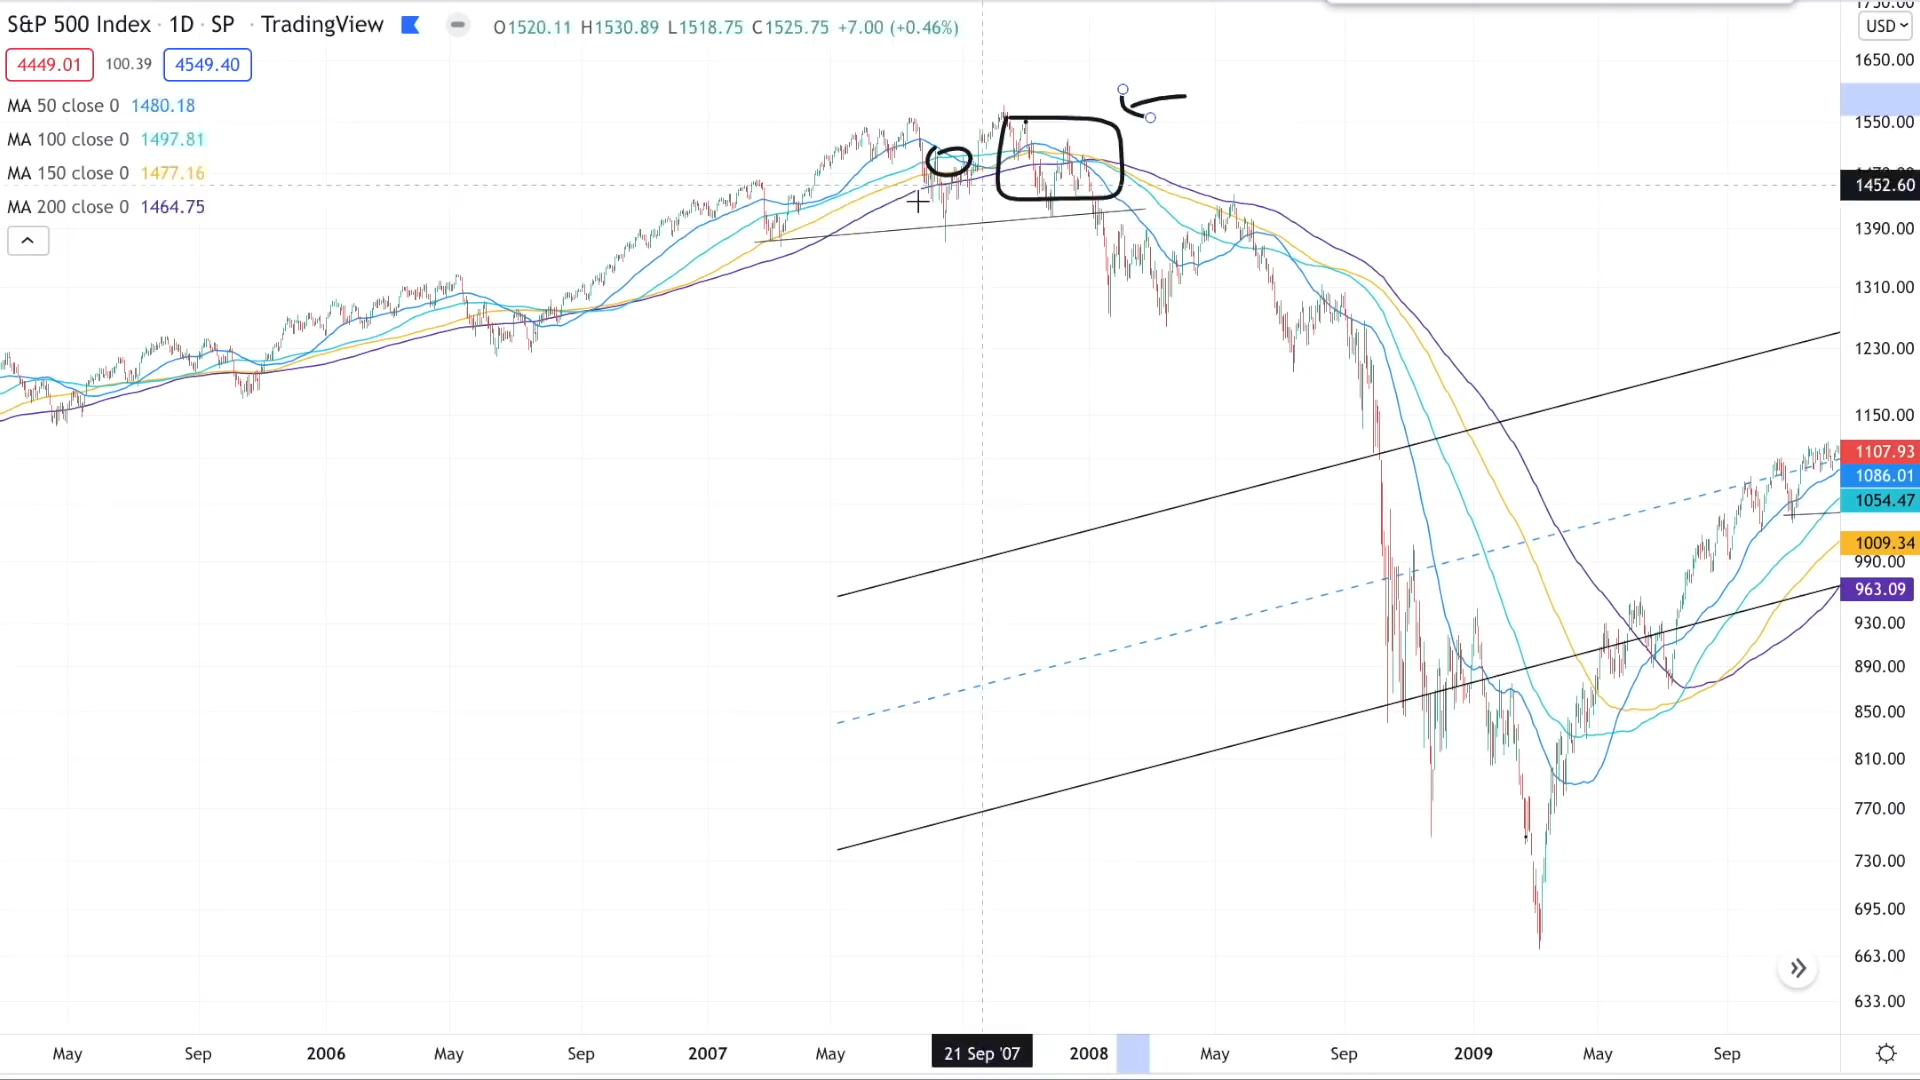 S&P 500 Index · 1D · SP · TradingView
O1520.11 H1530.89 L1518.75 C1525.75 +7.00 (+0.46%)
4449.01 100.39 4549.40
MA 50 close 0 1480.18
MA 100 close 0 1497.81
MA 150 close 0 1477.16
MA 200 close 0 1464.75
USD
1650.00
1550.00
1452.60
1390.00
1310.00
1230.00
1150.00
1107.93
1086.01
1054.47
1009.34
990.00
963.09
930.00
890.00
850.00
810.00
770.00
730.00
695.00
663.00
633.00
May Sep 2006 May Sep 2007 May 21 Sep '07 2008 May Sep 2009 May Sep